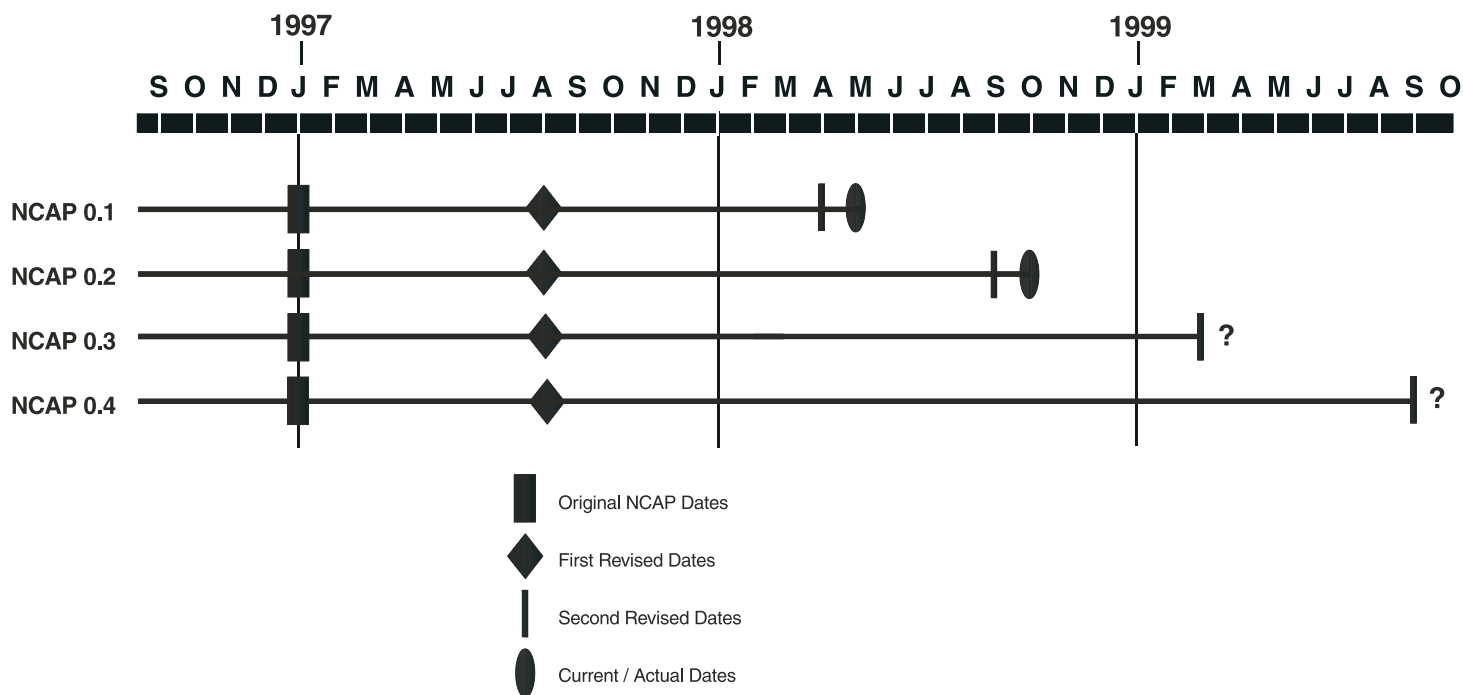 1997 1998 1999
S O N D J F M A M J J A S O N D J F M A M J J A S O N D J F M A M J J A S O
NCAP 0.1
NCAP 0.2
NCAP 0.3 ?
NCAP 0.4 ?
Original NCAP Dates
First Revised Dates
Second Revised Dates
Current / Actual Dates